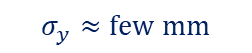 σ_y ≈ few mm